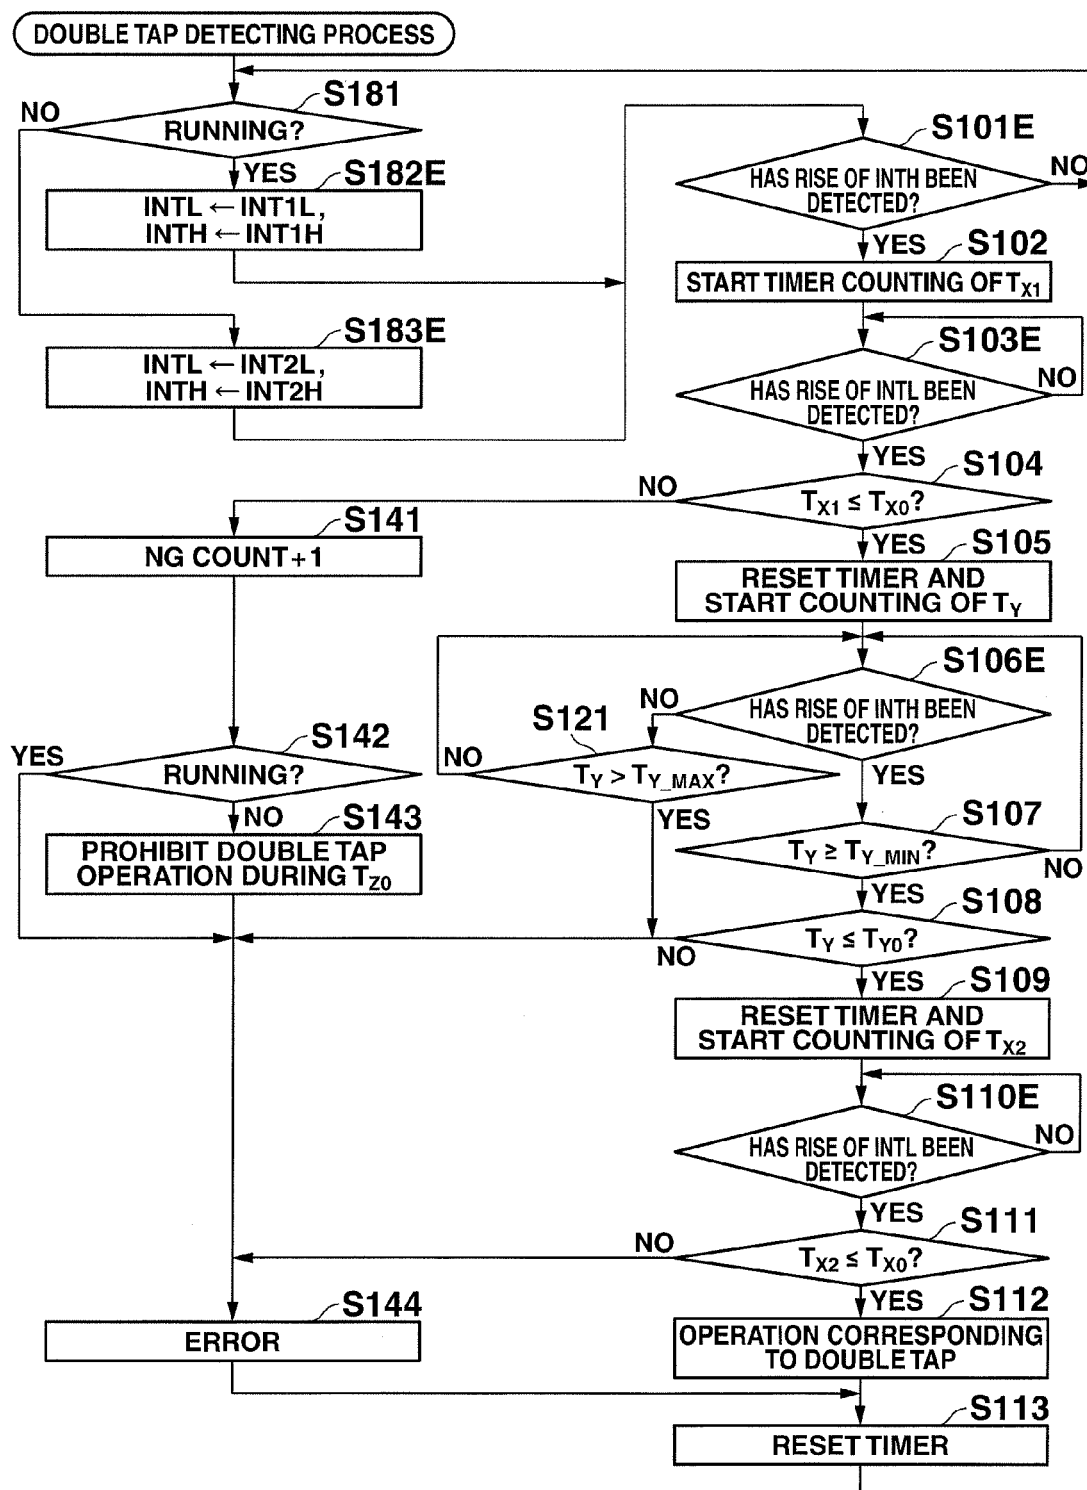 DOUBLE TAP DETECTING PROCESS
S181
NO
RUNNING?
YES
S182E
INTL ← INT1L,
INTH ← INT1H
S183E
INTL ← INT2L,
INTH ← INT2H
S101E
NO
HAS RISE OF INTH BEEN
DETECTED?
YES
S102
START TIMER COUNTING OF TX1
S103E
NO
HAS RISE OF INTL BEEN
DETECTED?
YES
S104
NO
TX1 ≤ TX0?
YES
S141
NG COUNT+1
S105
RESET TIMER AND
START COUNTING OF TY
S106E
NO
HAS RISE OF INTH BEEN
DETECTED?
YES
S121
NO
TY > TY_MAX?
YES
S142
YES
RUNNING?
NO
S143
PROHIBIT DOUBLE TAP
OPERATION DURING TZ0
S107
TY ≥ TY_MIN?
NO
YES
S108
TY ≤ TY0?
NO
YES
S109
RESET TIMER AND
START COUNTING OF TX2
S110E
NO
HAS RISE OF INTL BEEN
DETECTED?
YES
S111
NO
TX2 ≤ TX0?
YES
S112
OPERATION CORRESPONDING
TO DOUBLE TAP
S144
ERROR
S113
RESET TIMER